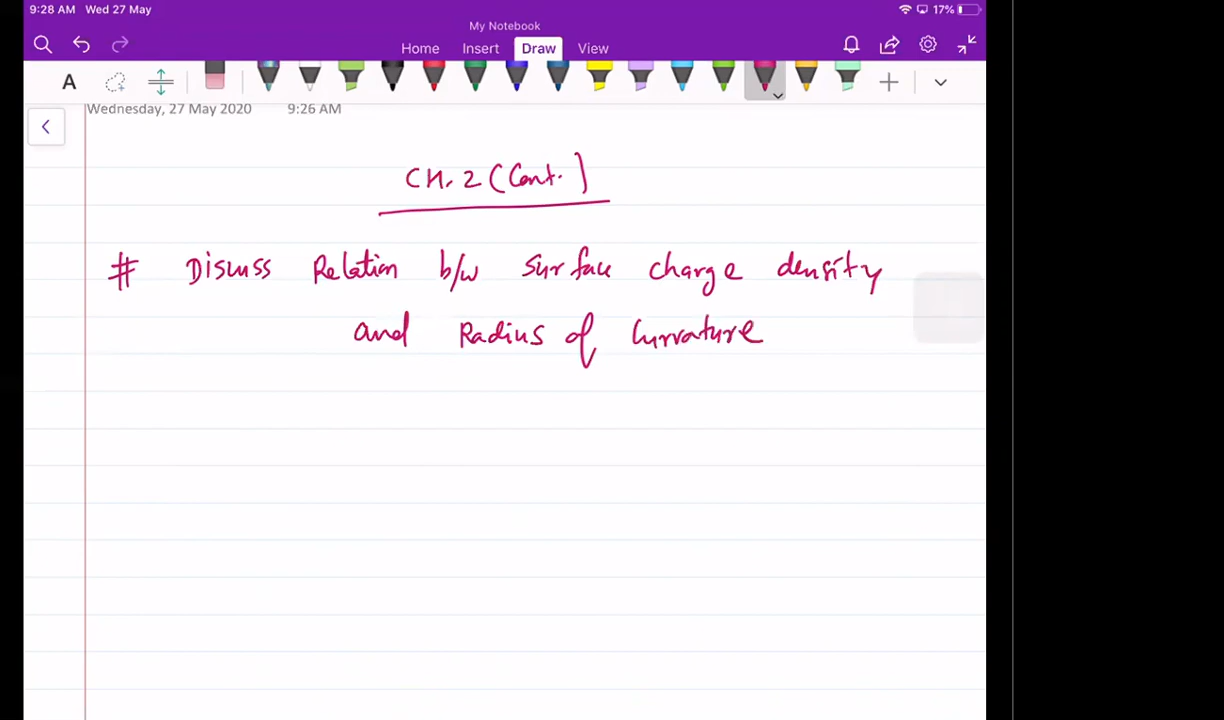 9:28 AM Wed 27 May
17%
My Notebook
Home Insert Draw View
A
Wednesday, 27 May 2020 9:26 AM
CH. 2 (Cont.)
# Discuss Relation b/w surface charge density
and Radius of Curvature